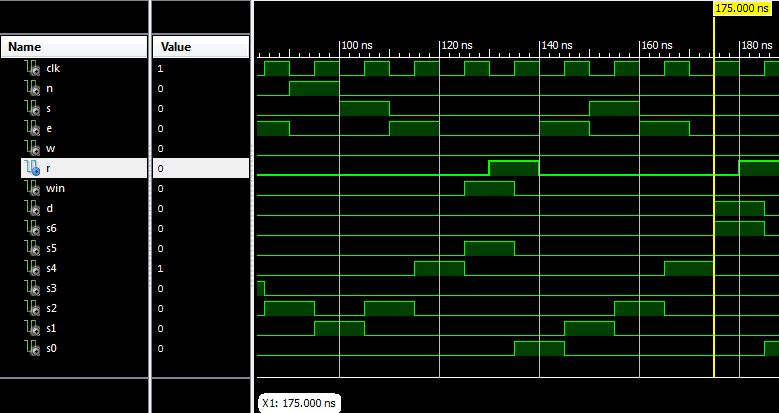 175.000 ns
Name Value
100 ns 120 ns 140 ns 160 ns 180 ns
clk 1
n 0
s 0
e 0
w 0
r 0
win 0
d 0
s6 0
s5 0
s4 1
s3 0
s2 0
s1 0
s0 0
X1: 175.000 ns